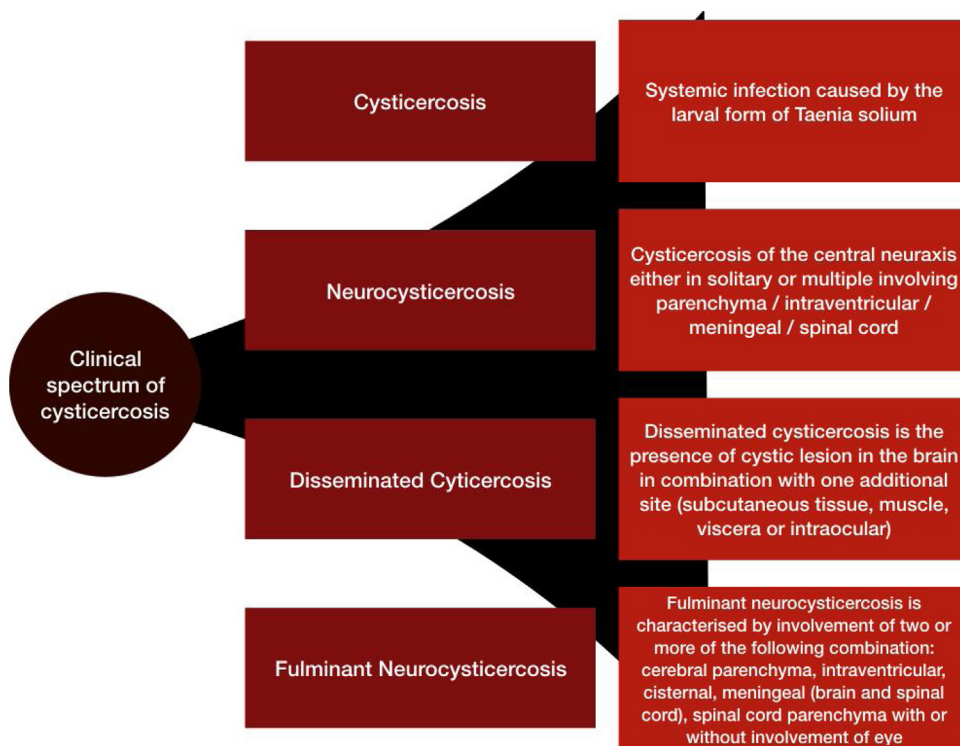 Clinical
spectrum of
cysticercosis
Cysticercosis
Systemic infection caused by the
larval form of Taenia solium
Neurocysticercosis
Cysticercosis of the central neuraxis
either in solitary or multiple involving
parenchyma / intraventricular /
meningeal / spinal cord
Disseminated Cyticercosis
Disseminated cysticercosis is the
presence of cystic lesion in the brain
in combination with one additional
site (subcutaneous tissue, muscle,
viscera or intraocular)
Fulminant Neurocysticercosis
Fulminant neurocysticercosis is
characterised by involvement of two or
more of the following combination:
cerebral parenchyma, intraventricular,
cisternal, meningeal (brain and spinal
cord), spinal cord parenchyma with or
without involvement of eye